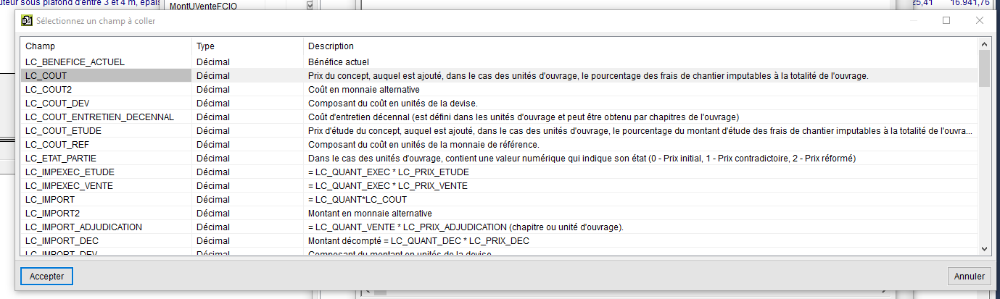 uteur sous plafond d'entre 3 et 4 m, épais
MontUVenteFCIO
25,41 16.941,76
Sélectionnez un champ à coller
Champ Type Description
LC_BENEFICE_ACTUEL Décimal Bénéfice actuel
LC_COUT Décimal Prix du concept, auquel est ajouté, dans le cas des unités d'ouvrage, le pourcentage des frais de chantier imputables à la totalité de l'ouvrage.
LC_COUT2 Décimal Coût en monnaie alternative
LC_COUT_DEV Décimal Composant du coût en unités de la devise.
LC_COUT_ENTRETIEN_DECENNAL Décimal Coût d'entretien décennal (est défini dans les unités d'ouvrage et peut être obtenu par chapitres de l'ouvrage)
LC_COUT_ETUDE Décimal Prix d'étude du concept, auquel est ajouté, dans le cas des unités d'ouvrage, le pourcentage du montant d'étude des frais de chantier imputables à la totalité de l'ouvra...
LC_COUT_REF Décimal Composant du coût en unités de la monnaie de référence.
LC_ETAT_PARTIE Décimal Dans le cas des unités d'ouvrage, contient une valeur numérique qui indique son état (0 - Prix initial, 1 - Prix contradictoire, 2 - Prix réformé)
LC_IMPEXEC_ETUDE Décimal = LC_QUANT_EXEC * LC_PRIX_ETUDE
LC_IMPEXEC_VENTE Décimal = LC_QUANT_EXEC * LC_PRIX_VENTE
LC_IMPORT Décimal = LC_QUANT*LC_COUT
LC_IMPORT2 Décimal Montant en monnaie alternative
LC_IMPORT_ADJUDICATION Décimal = LC_QUANT_VENTE * LC_PRIX_ADJUDICATION (chapitre ou unité d'ouvrage).
LC_IMPORT_DEC Décimal Montant décompté = LC_QUANT_DEC * LC_PRIX_DEC
LC_IMPORT_DEV Décimal Composant du montant en unités de la devise.
Accepter Annuler